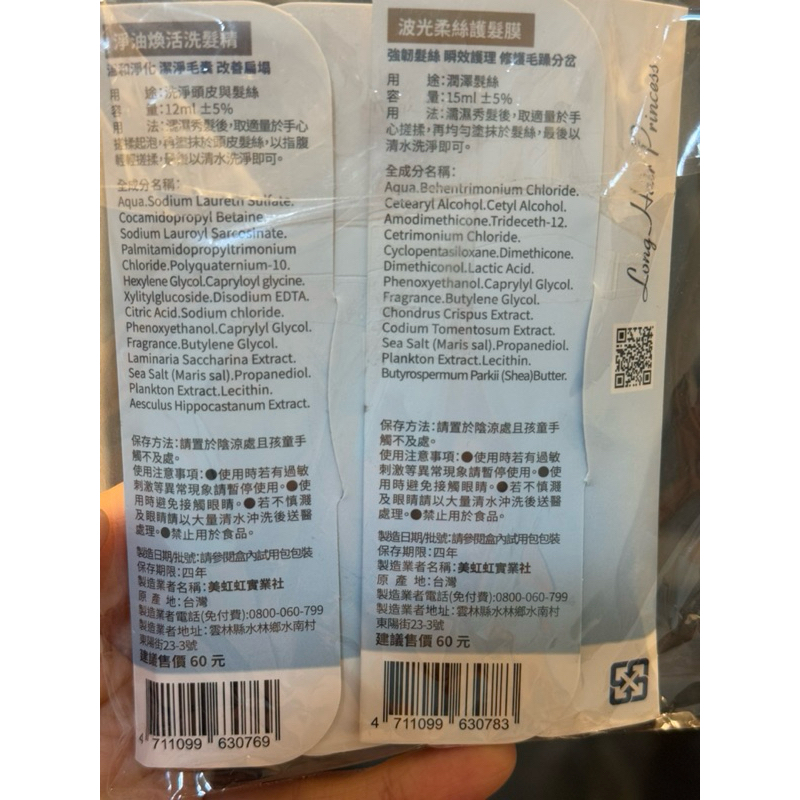 淨油煥活洗髮精
溫和淨化 潔淨毛表 改善扁塌
用 途:洗淨頭皮與髮絲
容 量:12ml ±5%
用 法:濡濕秀髮後,取適量於手心
搓揉起泡,再塗抹於頭皮髮絲,以指腹
輕輕搓揉,最後以清水洗淨即可。
全成分名稱:
Aqua.Sodium Laureth Sulfate.
Cocamidopropyl Betaine.
Sodium Lauroyl Sarcosinate.
Palmitamidopropyltrimonium
Chloride.Polyquaternium-10.
Hexylene Glycol.Capryloyl glycine.
Xylitylglucoside.Disodium EDTA.
Citric Acid.Sodium chloride.
Phenoxyethanol.Caprylyl Glycol.
Fragrance.Butylene Glycol.
Laminaria Saccharina Extract.
Sea Salt (Maris sal).Propanediol.
Plankton Extract.Lecithin.
Aesculus Hippocastanum Extract.
保存方法:請置於陰涼處且孩童手
觸不及處。
使用注意事項:●使用時若有過敏
刺激等異常現象請暫停使用。●使
用時避免接觸眼睛。●若不慎濺
及眼睛請以大量清水沖洗後送醫
處理。●禁止用於食品。
製造日期/批號:請參閱盒內試用包包裝
保存期限:四年
製造業者名稱:美虹虹實業社
原 產 地:台灣
製造業者電話(免付費):0800-060-799
製造業者地址:雲林縣水林鄉水南村
東陽街23-3號
建議售價 60 元
4 711099 630769
波光柔絲護髮膜
強韌髮絲 瞬效護理 修護毛躁分岔
用 途:潤澤髮絲
容 量:15ml ±5%
用 法:濡濕秀髮後,取適量於手
心搓揉,再均勻塗抹於髮絲,最後以
清水洗淨即可。
全成分名稱:
Aqua.Behentrimonium Chloride.
Cetearyl Alcohol.Cetyl Alcohol.
Amodimethicone.Trideceth-12.
Cetrimonium Chloride.
Cyclopentasiloxane.Dimethicone.
Dimethiconol.Lactic Acid.
Phenoxyethanol.Caprylyl Glycol.
Fragrance.Butylene Glycol.
Chondrus Crispus Extract.
Codium Tomentosum Extract.
Sea Salt (Maris sal).Propanediol.
Plankton Extract.Lecithin.
Butyrospermum Parkii (Shea)Butter.
保存方法:請置於陰涼處且孩童手
觸不及處。
使用注意事項:●使用時若有過敏
刺激等異常現象請暫停使用。●使
用時避免接觸眼睛。●若不慎濺
及眼睛請以大量清水沖洗後送醫
處理。●禁止用於食品。
製造日期/批號:請參閱盒內試用包包裝
保存期限:四年
製造業者名稱:美虹虹實業社
原 產 地:台灣
製造業者電話(免付費):0800-060-799
製造業者地址:雲林縣水林鄉水南村
東陽街23-3號
建議售價 60 元
4 711099 630783
Long Hair Princess